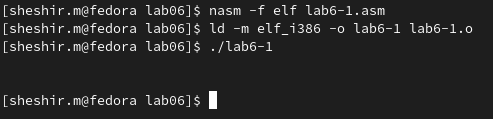 [sheshir.m@fedora lab06]$ nasm -f elf lab6-1.asm
[sheshir.m@fedora lab06]$ ld -m elf_i386 -o lab6-1 lab6-1.o
[sheshir.m@fedora lab06]$ ./lab6-1
[sheshir.m@fedora lab06]$